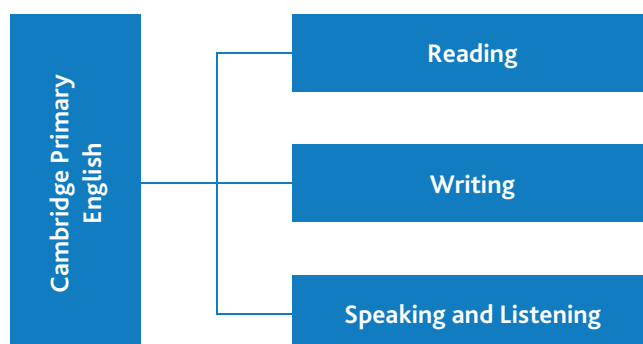 Cambridge Primary
English
Reading
Writing
Speaking and Listening